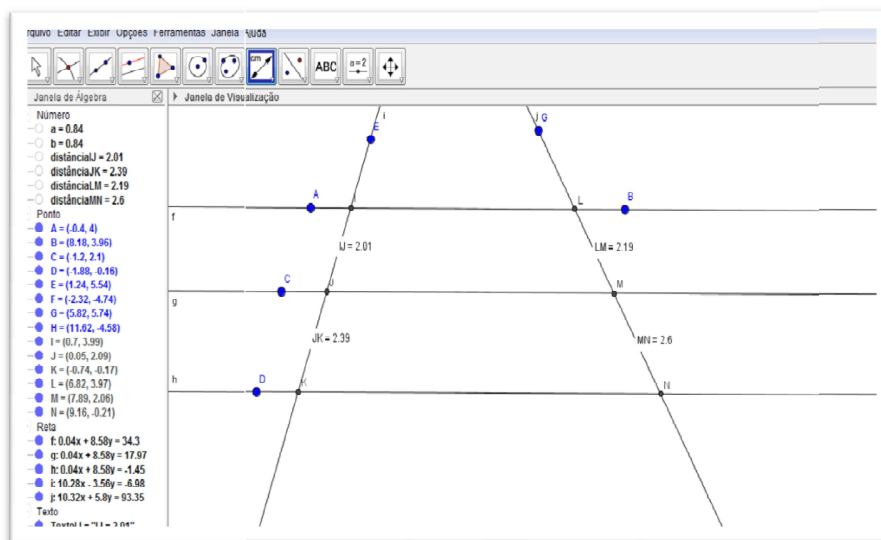 rquivo Editar Exibir Opções Ferramentas Janela Ajuda
cm
ABC
a=2
Janela de Álgebra
Janela de Visualização
Número
a = 0.84
b = 0.84
distânciaIJ = 2.01
distânciaJK = 2.39
distânciaLM = 2.19
distânciaMN = 2.6
Ponto
A = (-0.4, 4)
B = (8.18, 3.96)
C = (-1.2, 2.1)
D = (-1.88, -0.16)
E = (1.24, 5.54)
F = (-2.32, -4.74)
G = (5.82, 5.74)
H = (11.62, -4.58)
I = (0.7, 3.99)
J = (0.05, 2.09)
K = (-0.74, -0.17)
L = (6.82, 3.97)
M = (7.89, 2.06)
N = (9.16, -0.21)
Reta
f: 0.04x + 8.58y = 34.3
g: 0.04x + 8.58y = 17.97
h: 0.04x + 8.58y = -1.45
i: 10.28x - 3.56y = -6.98
j: 10.32x + 5.8y = 93.35
Texto
TextoIJ = "IJ = 2.01"
i
E
j G
A
I
L
B
f
IJ = 2.01
LM = 2.19
C
J
M
g
JK = 2.39
MN = 2.6
h
D
K
N